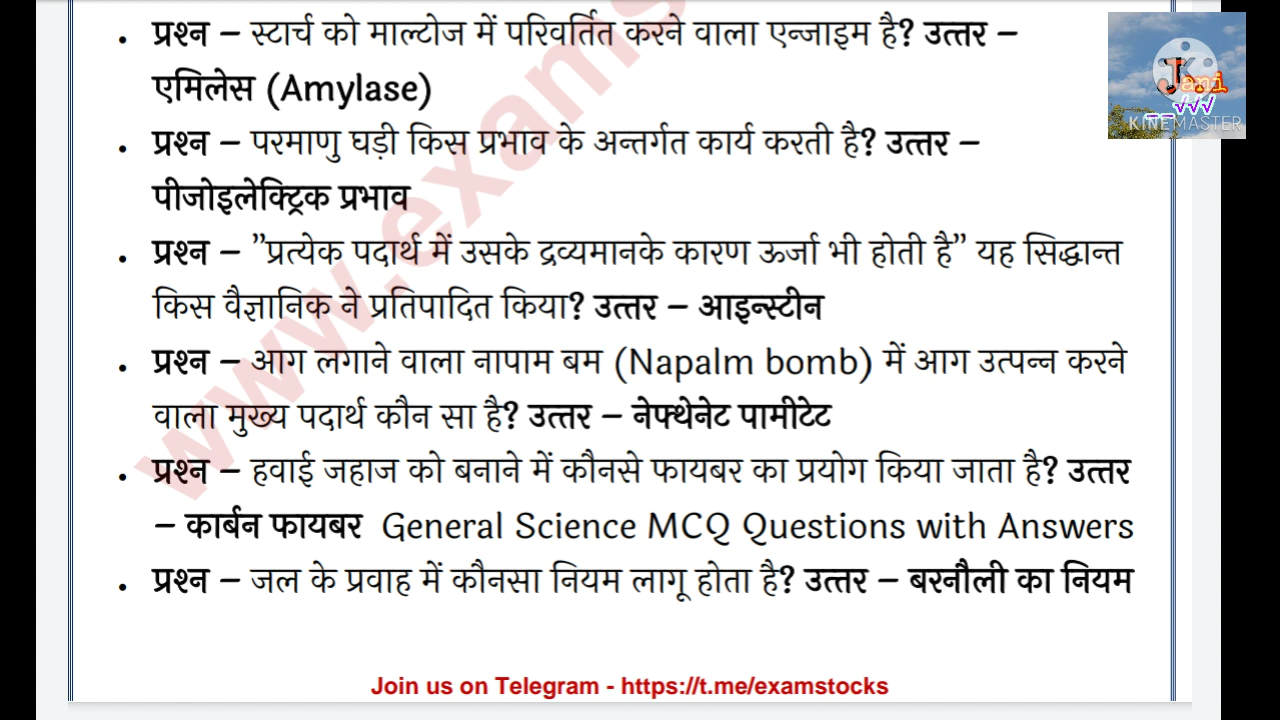 • प्रश्न – स्टार्च को माल्टोज में परिवर्तित करने वाला एन्जाइम है? उत्तर –
एमिलेस (Amylase)
• प्रश्न – परमाणु घड़ी किस प्रभाव के अन्तर्गत कार्य करती है? उत्तर –
पीजोइलेक्ट्रिक प्रभाव
• प्रश्न – ”प्रत्येक पदार्थ में उसके द्रव्यमानके कारण ऊर्जा भी होती है” यह सिद्धान्त
किस वैज्ञानिक ने प्रतिपादित किया? उत्तर – आइन्स्टीन
• प्रश्न – आग लगाने वाला नापाम बम (Napalm bomb) में आग उत्पन्न करने
वाला मुख्य पदार्थ कौन सा है? उत्तर – नेफ्थेनेट पामीटेट
• प्रश्न – हवाई जहाज को बनाने में कौनसे फायबर का प्रयोग किया जाता है? उत्तर
– कार्बन फायबर General Science MCQ Questions with Answers
• प्रश्न – जल के प्रवाह में कौनसा नियम लागू होता है? उत्तर – बरनौली का नियम
Join us on Telegram - https://t.me/examstocks
www.exams
Jani
KINEMASTER